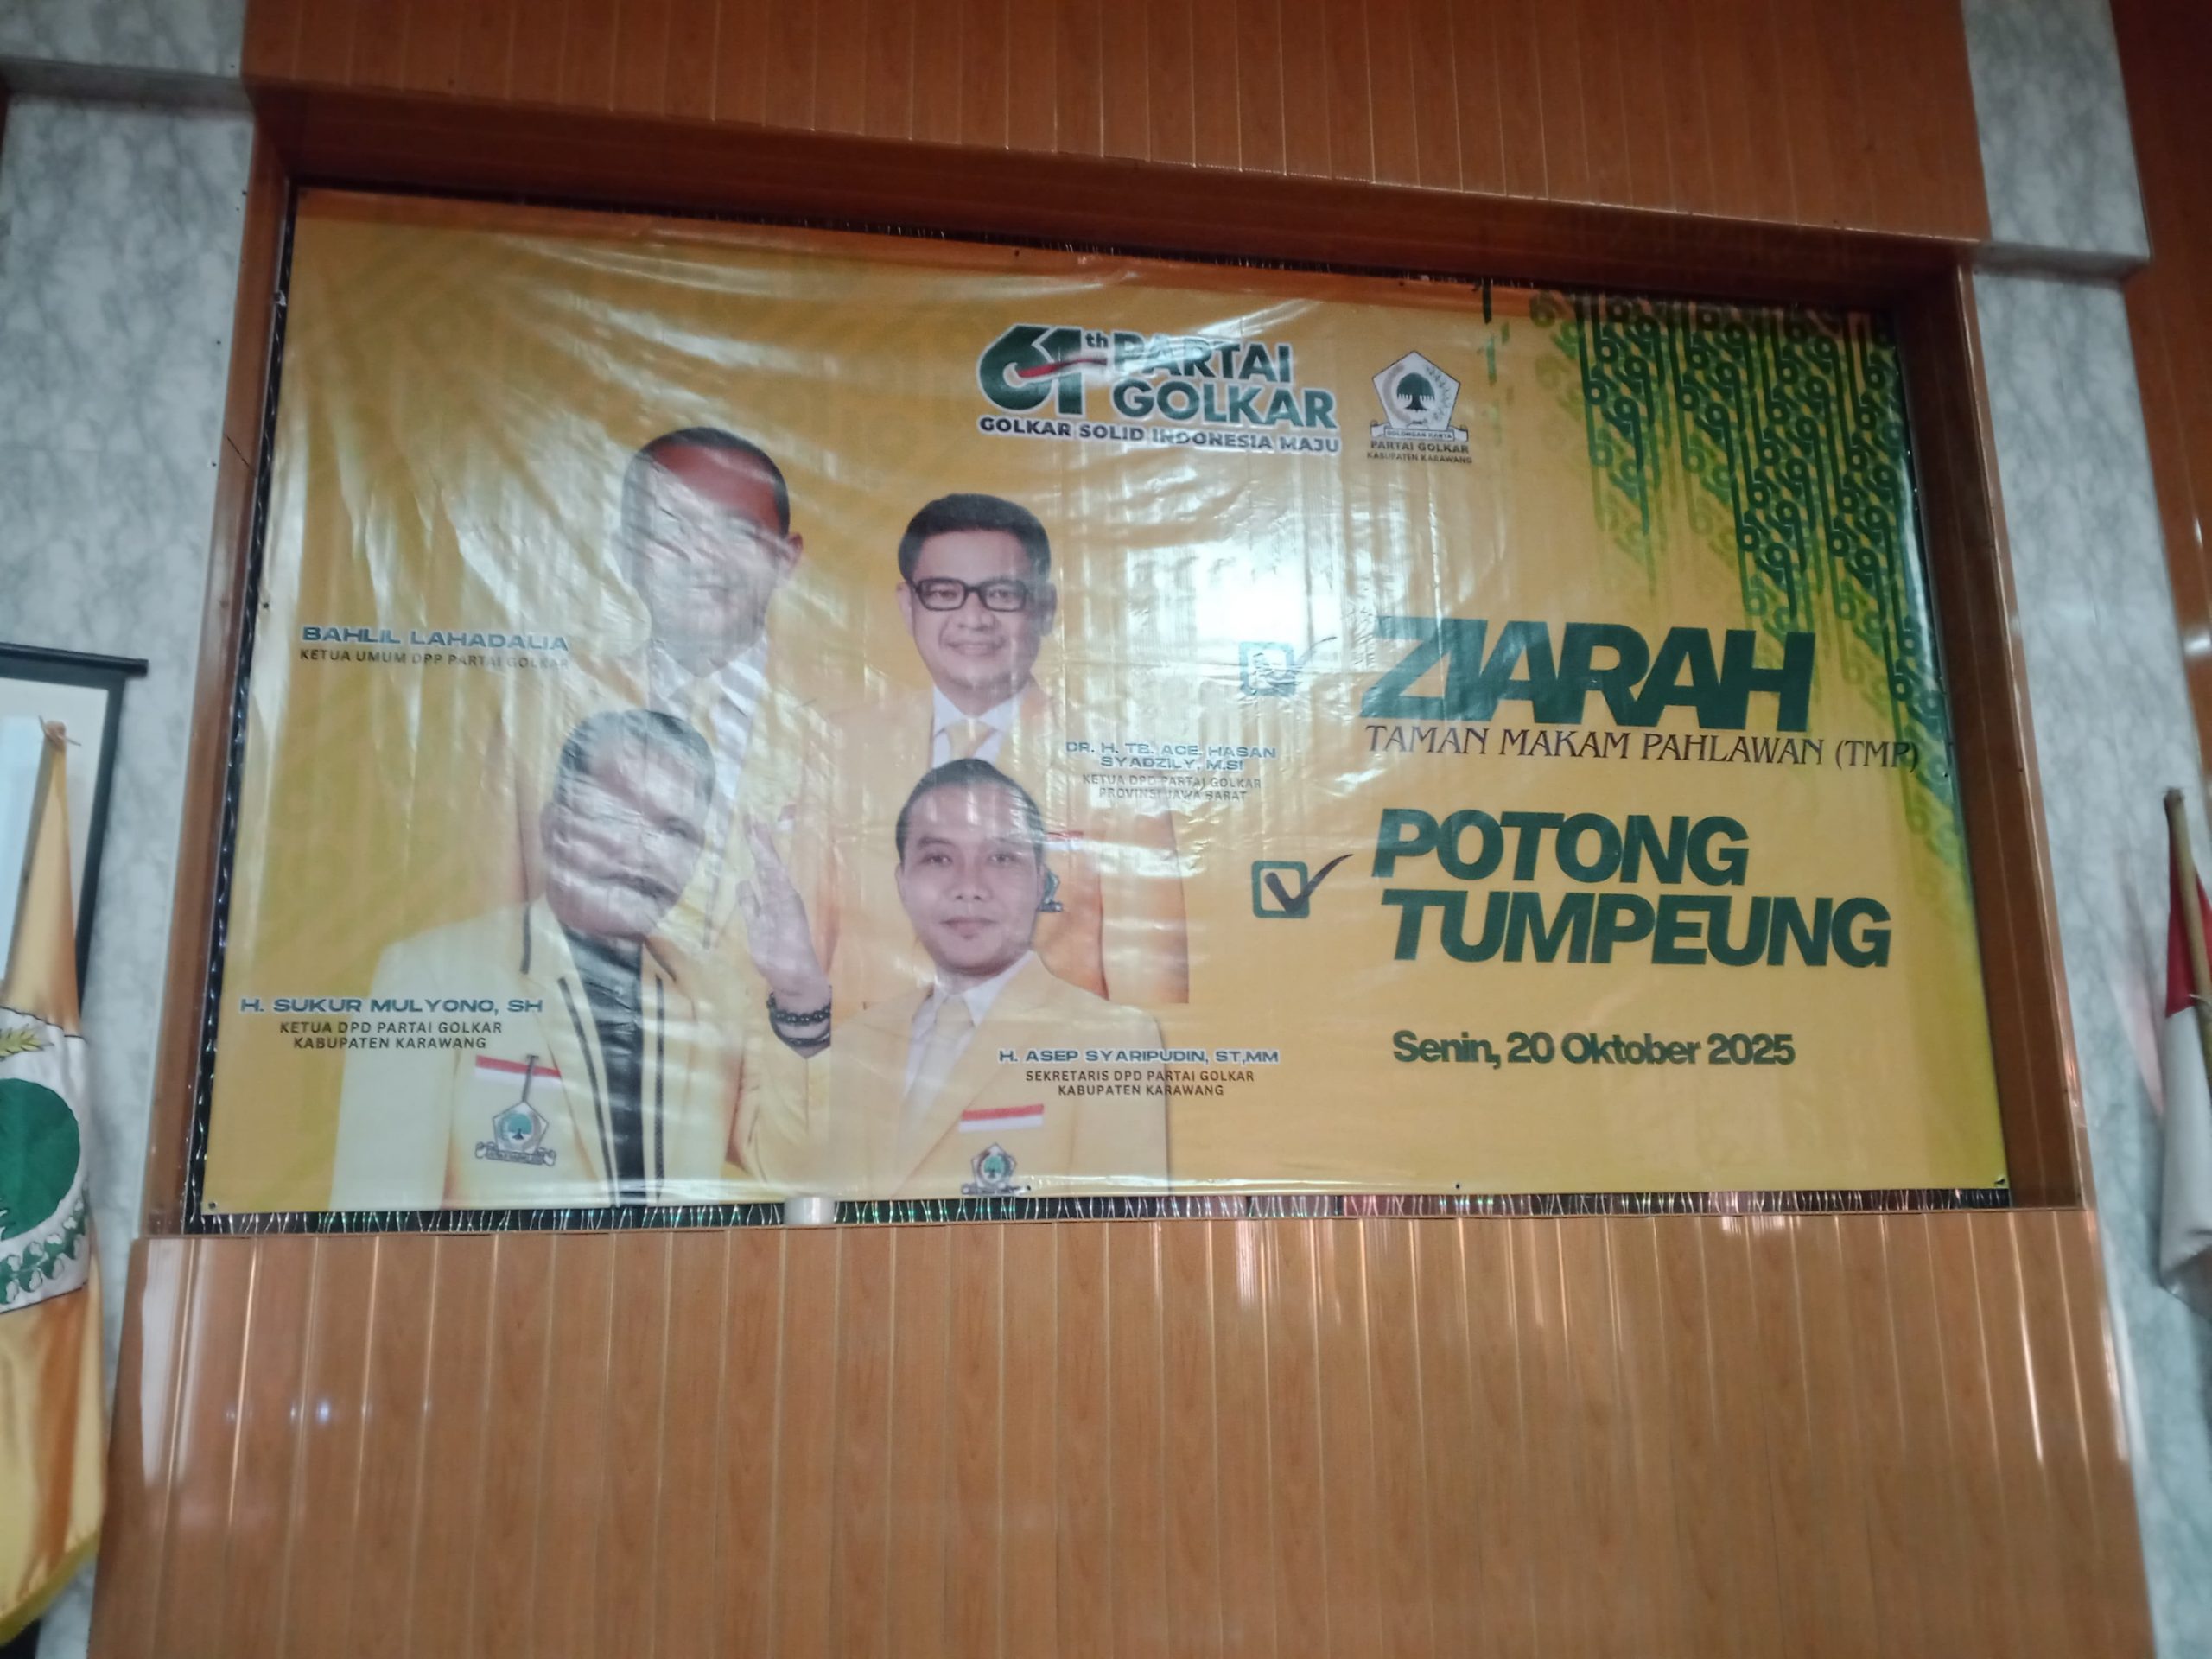 61th PARTAI
GOLKAR
GOLKAR SOLID INDONESIA MAJU
GOLONGAN KARYA
PARTAI GOLKAR
KABUPATEN KARAWANG
BAHLIL LAHADALIA
KETUA UMUM DPP PARTAI GOLKAR
DR. H. TB. ACE HASAN
SYADZILY, M.SI
KETUA DPD PARTAI GOLKAR
PROVINSI JAWA BARAT
H. SUKUR MULYONO, SH
KETUA DPD PARTAI GOLKAR
KABUPATEN KARAWANG
H. ASEP SYARIPUDIN, ST,MM
SEKRETARIS DPD PARTAI GOLKAR
KABUPATEN KARAWANG
ZIARAH
TAMAN MAKAM PAHLAWAN (TMP)
POTONG
TUMPEUNG
Senin, 20 Oktober 2025